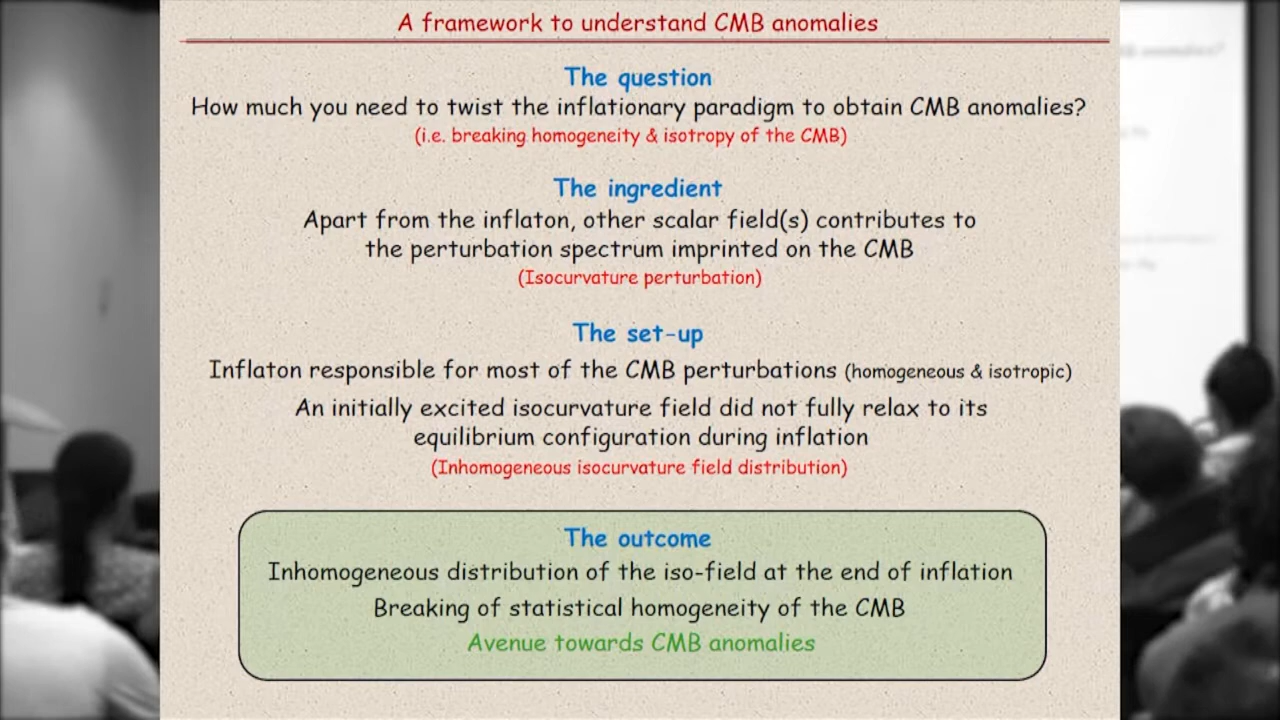 A framework to understand CMB anomalies
The question
How much you need to twist the inflationary paradigm to obtain CMB anomalies?
(i.e. breaking homogeneity & isotropy of the CMB)
The ingredient
Apart from the inflaton, other scalar field(s) contributes to
the perturbation spectrum imprinted on the CMB
(Isocurvature perturbation)
The set-up
Inflaton responsible for most of the CMB perturbations (homogeneous & isotropic)
An initially excited isocurvature field did not fully relax to its
equilibrium configuration during inflation
(Inhomogeneous isocurvature field distribution)
The outcome
Inhomogeneous distribution of the iso-field at the end of inflation
Breaking of statistical homogeneity of the CMB
Avenue towards CMB anomalies